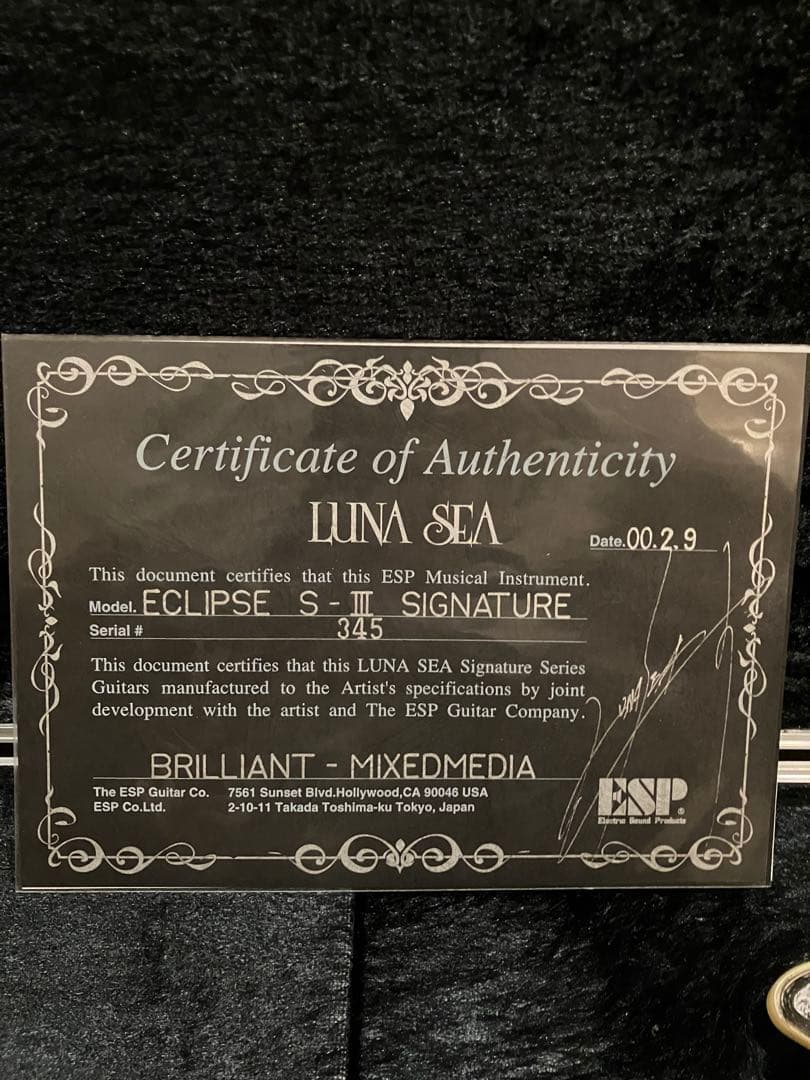 Certificate of Authenticity
LUNA SEA
Date. 00.2.9
This document certifies that this ESP Musical Instrument.
Model. ECLIPSE S-III SIGNATURE
Serial # 345
This document certifies that this LUNA SEA Signature Series
Guitars manufactured to the Artist's specifications by joint
development with the artist and The ESP Guitar Company.
BRILLIANT - MIXEDMEDIA
The ESP Guitar Co. 7561 Sunset Blvd.Hollywood,CA 90046 USA
ESP Co.Ltd. 2-10-11 Takada Toshima-ku Tokyo, Japan
ESP®
Electric Sound Products